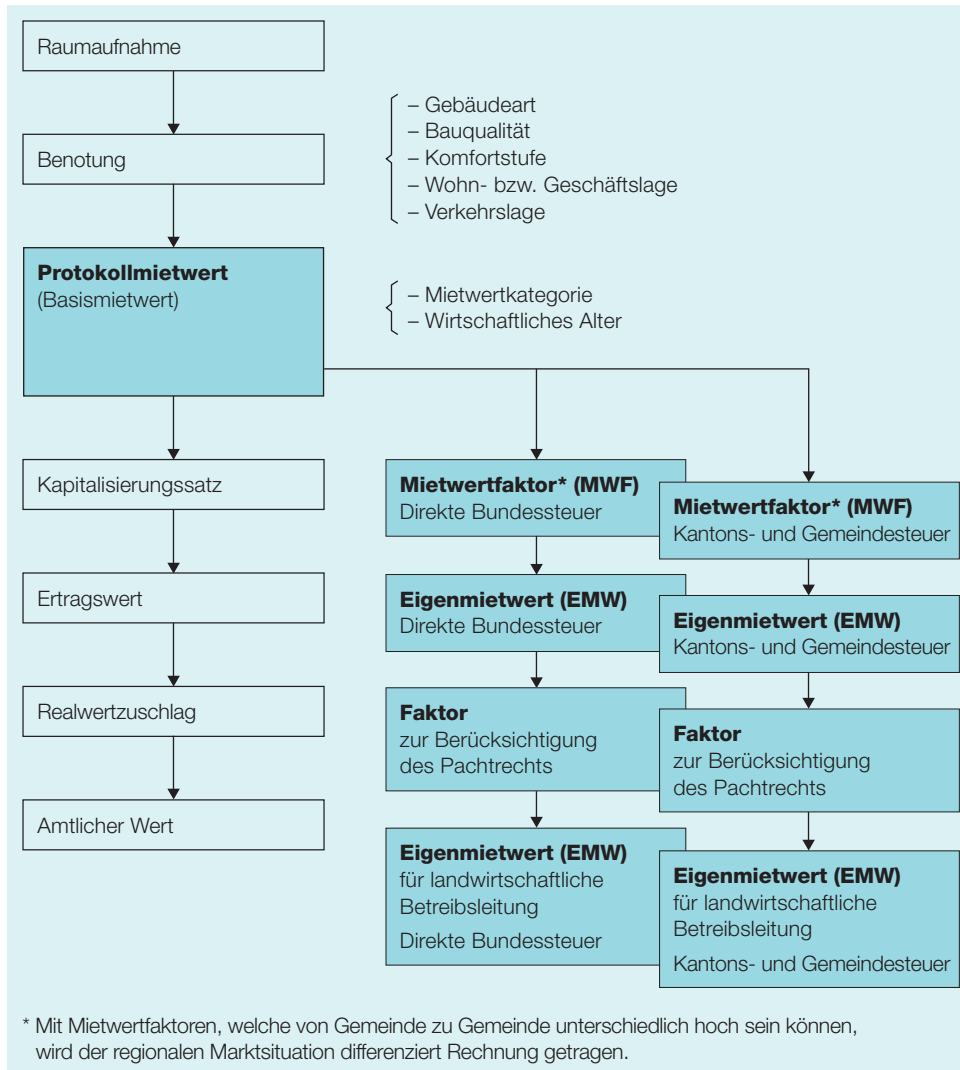 Raumaufnahme
Benotung
– Gebäudeart
– Bauqualität
– Komfortstufe
– Wohn- bzw. Geschäftslage
– Verkehrslage
Protokollmietwert
(Basismietwert)
– Mietwertkategorie
– Wirtschaftliches Alter
Kapitalisierungssatz
Ertragswert
Realwertzuschlag
Amtlicher Wert
Mietwertfaktor* (MWF)
Direkte Bundessteuer
Eigenmietwert (EMW)
Direkte Bundessteuer
Faktor
zur Berücksichtigung
des Pachtrechts
Eigenmietwert (EMW)
für landwirtschaftliche
Betreibsleitung
Direkte Bundessteuer
Mietwertfaktor* (MWF)
Kantons- und Gemeindesteuer
Eigenmietwert (EMW)
Kantons- und Gemeindesteuer
Faktor
zur Berücksichtigung
des Pachtrechts
Eigenmietwert (EMW)
für landwirtschaftliche
Betreibsleitung
Kantons- und Gemeindesteuer
* Mit Mietwertfaktoren, welche von Gemeinde zu Gemeinde unterschiedlich hoch sein können,
wird der regionalen Marktsituation differenziert Rechnung getragen.